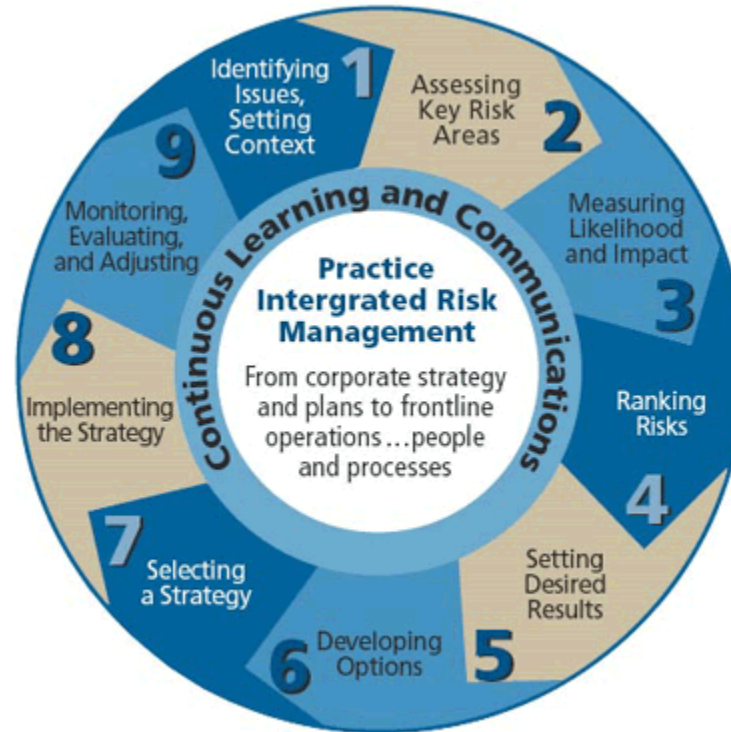 Identifying
Issues,
Setting
Context
1
Assessing
Key Risk
Areas
2
Measuring
Likelihood
and Impact
3
Ranking
Risks
4
Setting
Desired
Results
5
Developing
Options
6
Selecting
a Strategy
7
Implementing
the Strategy
8
Monitoring,
Evaluating,
and Adjusting
9
Continuous Learning and Communications
Practice
Intergrated Risk
Management
From corporate strategy
and plans to frontline
operations...people
and processes